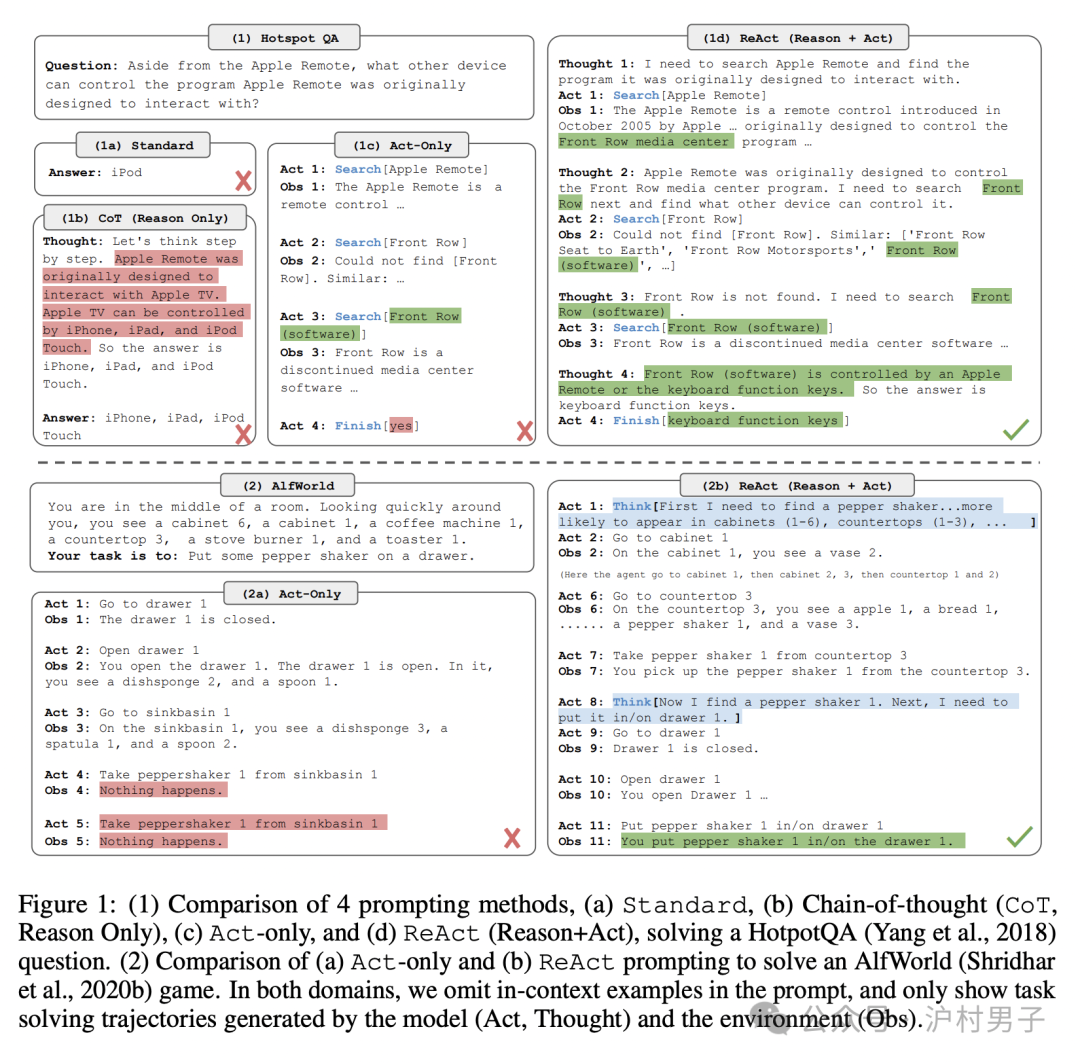 (1) Hotspot QA
Question: Aside from the Apple Remote, what other device
can control the program Apple Remote was originally
designed to interact with?
(1a) Standard
Answer: iPod
(1b) CoT (Reason Only)
Thought: Let's think step
by step. Apple Remote was
originally designed to
interact with Apple TV.
Apple TV can be controlled
by iPhone, iPad, and iPod
Touch. So the answer is
iPhone, iPad, and iPod
Touch.
Answer: iPhone, iPad, iPod
Touch
(1c) Act-Only
Act 1: Search[Apple Remote]
Obs 1: The Apple Remote is a
remote control …
Act 2: Search[Front Row]
Obs 2: Could not find [Front
Row]. Similar: …
Act 3: Search[Front Row
(software)]
Obs 3: Front Row is a
discontinued media center
software …
Act 4: Finish[yes]
(1d) ReAct (Reason + Act)
Thought 1: I need to search Apple Remote and find the
program it was originally designed to interact with.
Act 1: Search[Apple Remote]
Obs 1: The Apple Remote is a remote control introduced in
October 2005 by Apple … originally designed to control the
Front Row media center program …
Thought 2: Apple Remote was originally designed to control
the Front Row media center program. I need to search Front
Row next and find what other device can control it.
Act 2: Search[Front Row]
Obs 2: Could not find [Front Row]. Similar: ['Front Row
Seat to Earth', 'Front Row Motorsports',' Front Row
(software)', …]
Thought 3: Front Row is not found. I need to search Front
Row (software) .
Act 3: Search[Front Row (software)]
Obs 3: Front Row is a discontinued media center software …
Thought 4: Front Row (software) is controlled by an Apple
Remote or the keyboard function keys. So the answer is
keyboard function keys.
Act 4: Finish[keyboard function keys]
(2) AlfWorld
You are in the middle of a room. Looking quickly around
you, you see a cabinet 6, a cabinet 1, a coffee machine 1,
a countertop 3, a stove burner 1, and a toaster 1.
Your task is to: Put some pepper shaker on a drawer.
(2a) Act-Only
Act 1: Go to drawer 1
Obs 1: The drawer 1 is closed.
Act 2: Open drawer 1
Obs 2: You open the drawer 1. The drawer 1 is open. In it,
you see a dishsponge 2, and a spoon 1.
Act 3: Go to sinkbasin 1
Obs 3: On the sinkbasin 1, you see a dishsponge 3, a
spatula 1, and a spoon 2.
Act 4: Take peppershaker 1 from sinkbasin 1
Obs 4: Nothing happens.
Act 5: Take peppershaker 1 from sinkbasin 1
Obs 5: Nothing happens.
(2b) ReAct (Reason + Act)
Act 1: Think[First I need to find a pepper shaker...more
likely to appear in cabinets (1-6), countertops (1-3), ... ]
Act 2: Go to cabinet 1
Obs 2: On the cabinet 1, you see a vase 2.
(Here the agent go to cabinet 1, then cabinet 2, 3, then countertop 1 and 2)
Act 6: Go to countertop 3
Obs 6: On the countertop 3, you see a apple 1, a bread 1,
...... a pepper shaker 1, and a vase 3.
Act 7: Take pepper shaker 1 from countertop 3
Obs 7: You pick up the pepper shaker 1 from the countertop 3.
Act 8: Think[Now I find a pepper shaker 1. Next, I need to
put it in/on drawer 1. ]
Act 9: Go to drawer 1
Obs 9: Drawer 1 is closed.
Act 10: Open drawer 1
Obs 10: You open Drawer 1 …
Act 11: Put pepper shaker 1 in/on drawer 1
Obs 11: You put pepper shaker 1 in/on the drawer 1.
Figure 1: (1) Comparison of 4 prompting methods, (a) Standard, (b) Chain-of-thought (CoT,
Reason Only), (c) Act-only, and (d) ReAct (Reason+Act), solving a HotpotQA (Yang et al., 2018)
question. (2) Comparison of (a) Act-only and (b) ReAct prompting to solve an AlfWorld (Shridhar
et al., 2020b) game. In both domains, we omit in-context examples in the prompt, and only show task
solving trajectories generated by the model (Act, Thought) and the environment (Obs).
公众号 · 沪村男子